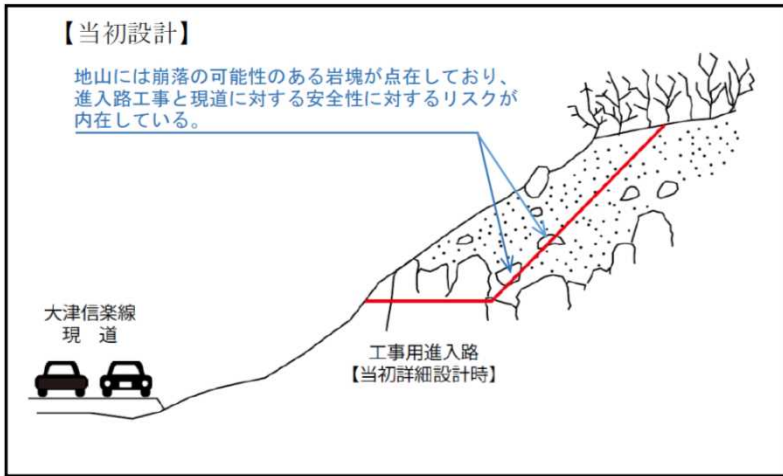 【当初設計】
地山には崩落の可能性のある岩塊が点在しており、
進入路工事と現道に対する安全性に対するリスクが
内在している。
大津信楽線
現　道
工事用進入路
【当初詳細設計時】